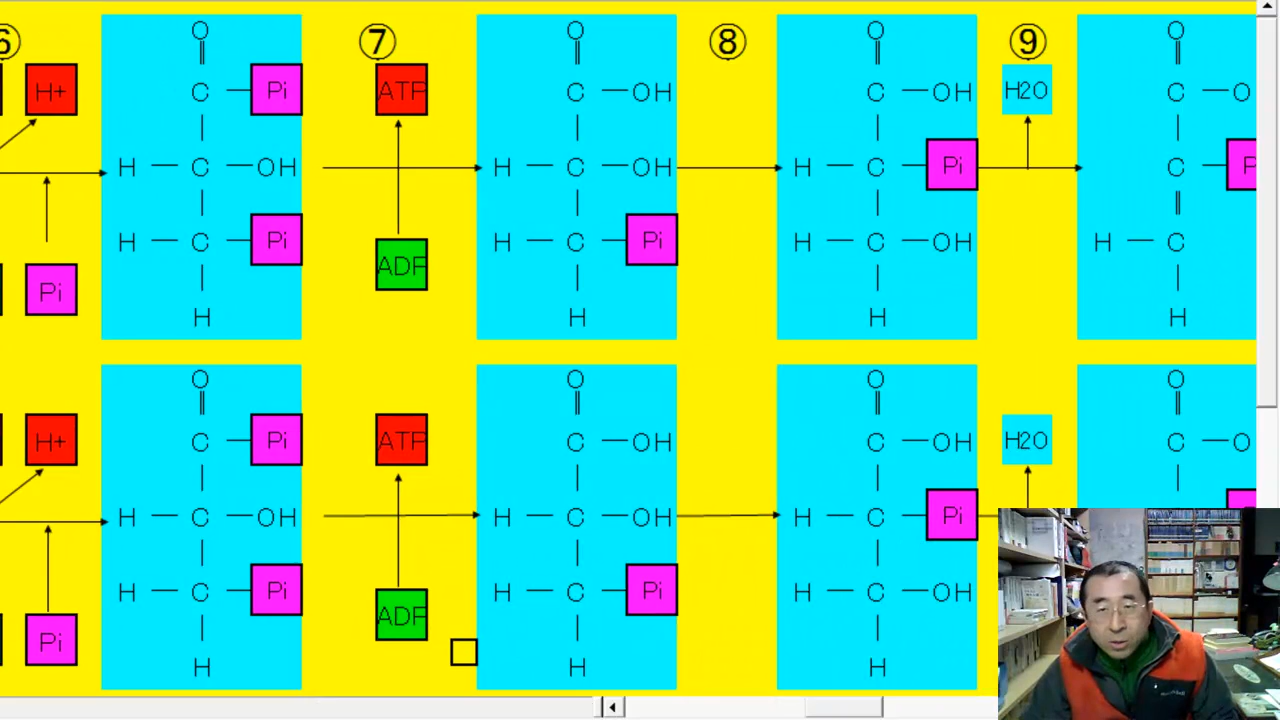 ⑥ ⑦ ⑧ ⑨
O O O O
H+ C Pi ATP C OH C OH H2O C O
H C OH H C OH H C Pi C P
H C Pi ADP H C Pi H C OH H C
Pi
H H H H
O O O O
H+ C Pi ATP C OH C OH H2O C O
H C OH H C OH H C Pi
H C Pi ADP H C Pi H C OH
Pi
H H H